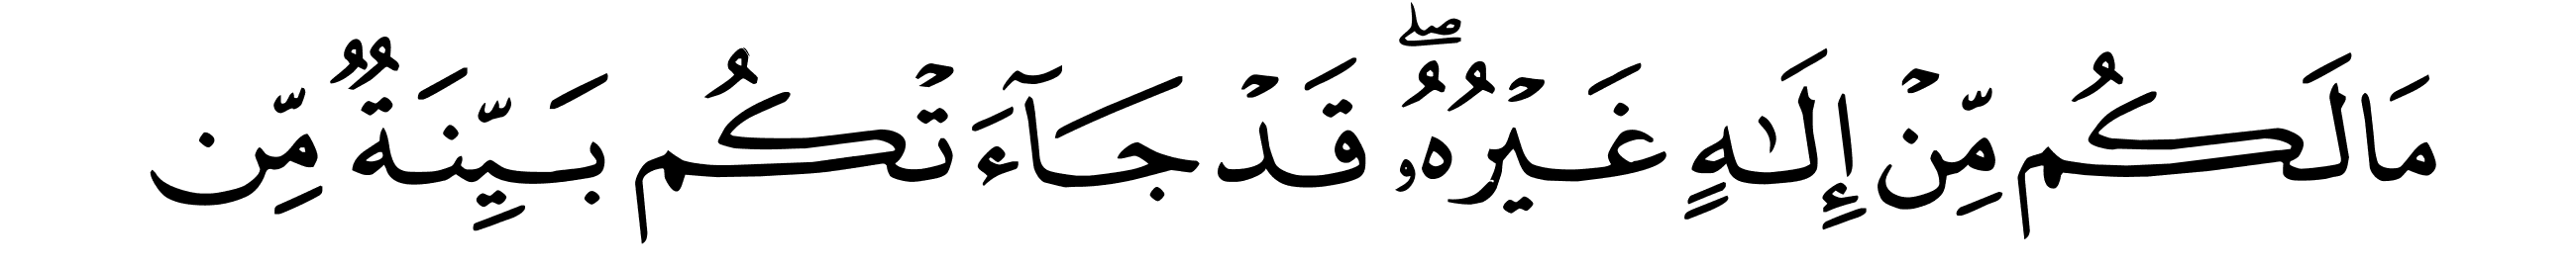 مَا لَكُم مِّنۡ إِلَٰهٍ غَيۡرُهُۥۖ قَدۡ جَآءَتۡكُم بَيِّنَةٞ مِّن